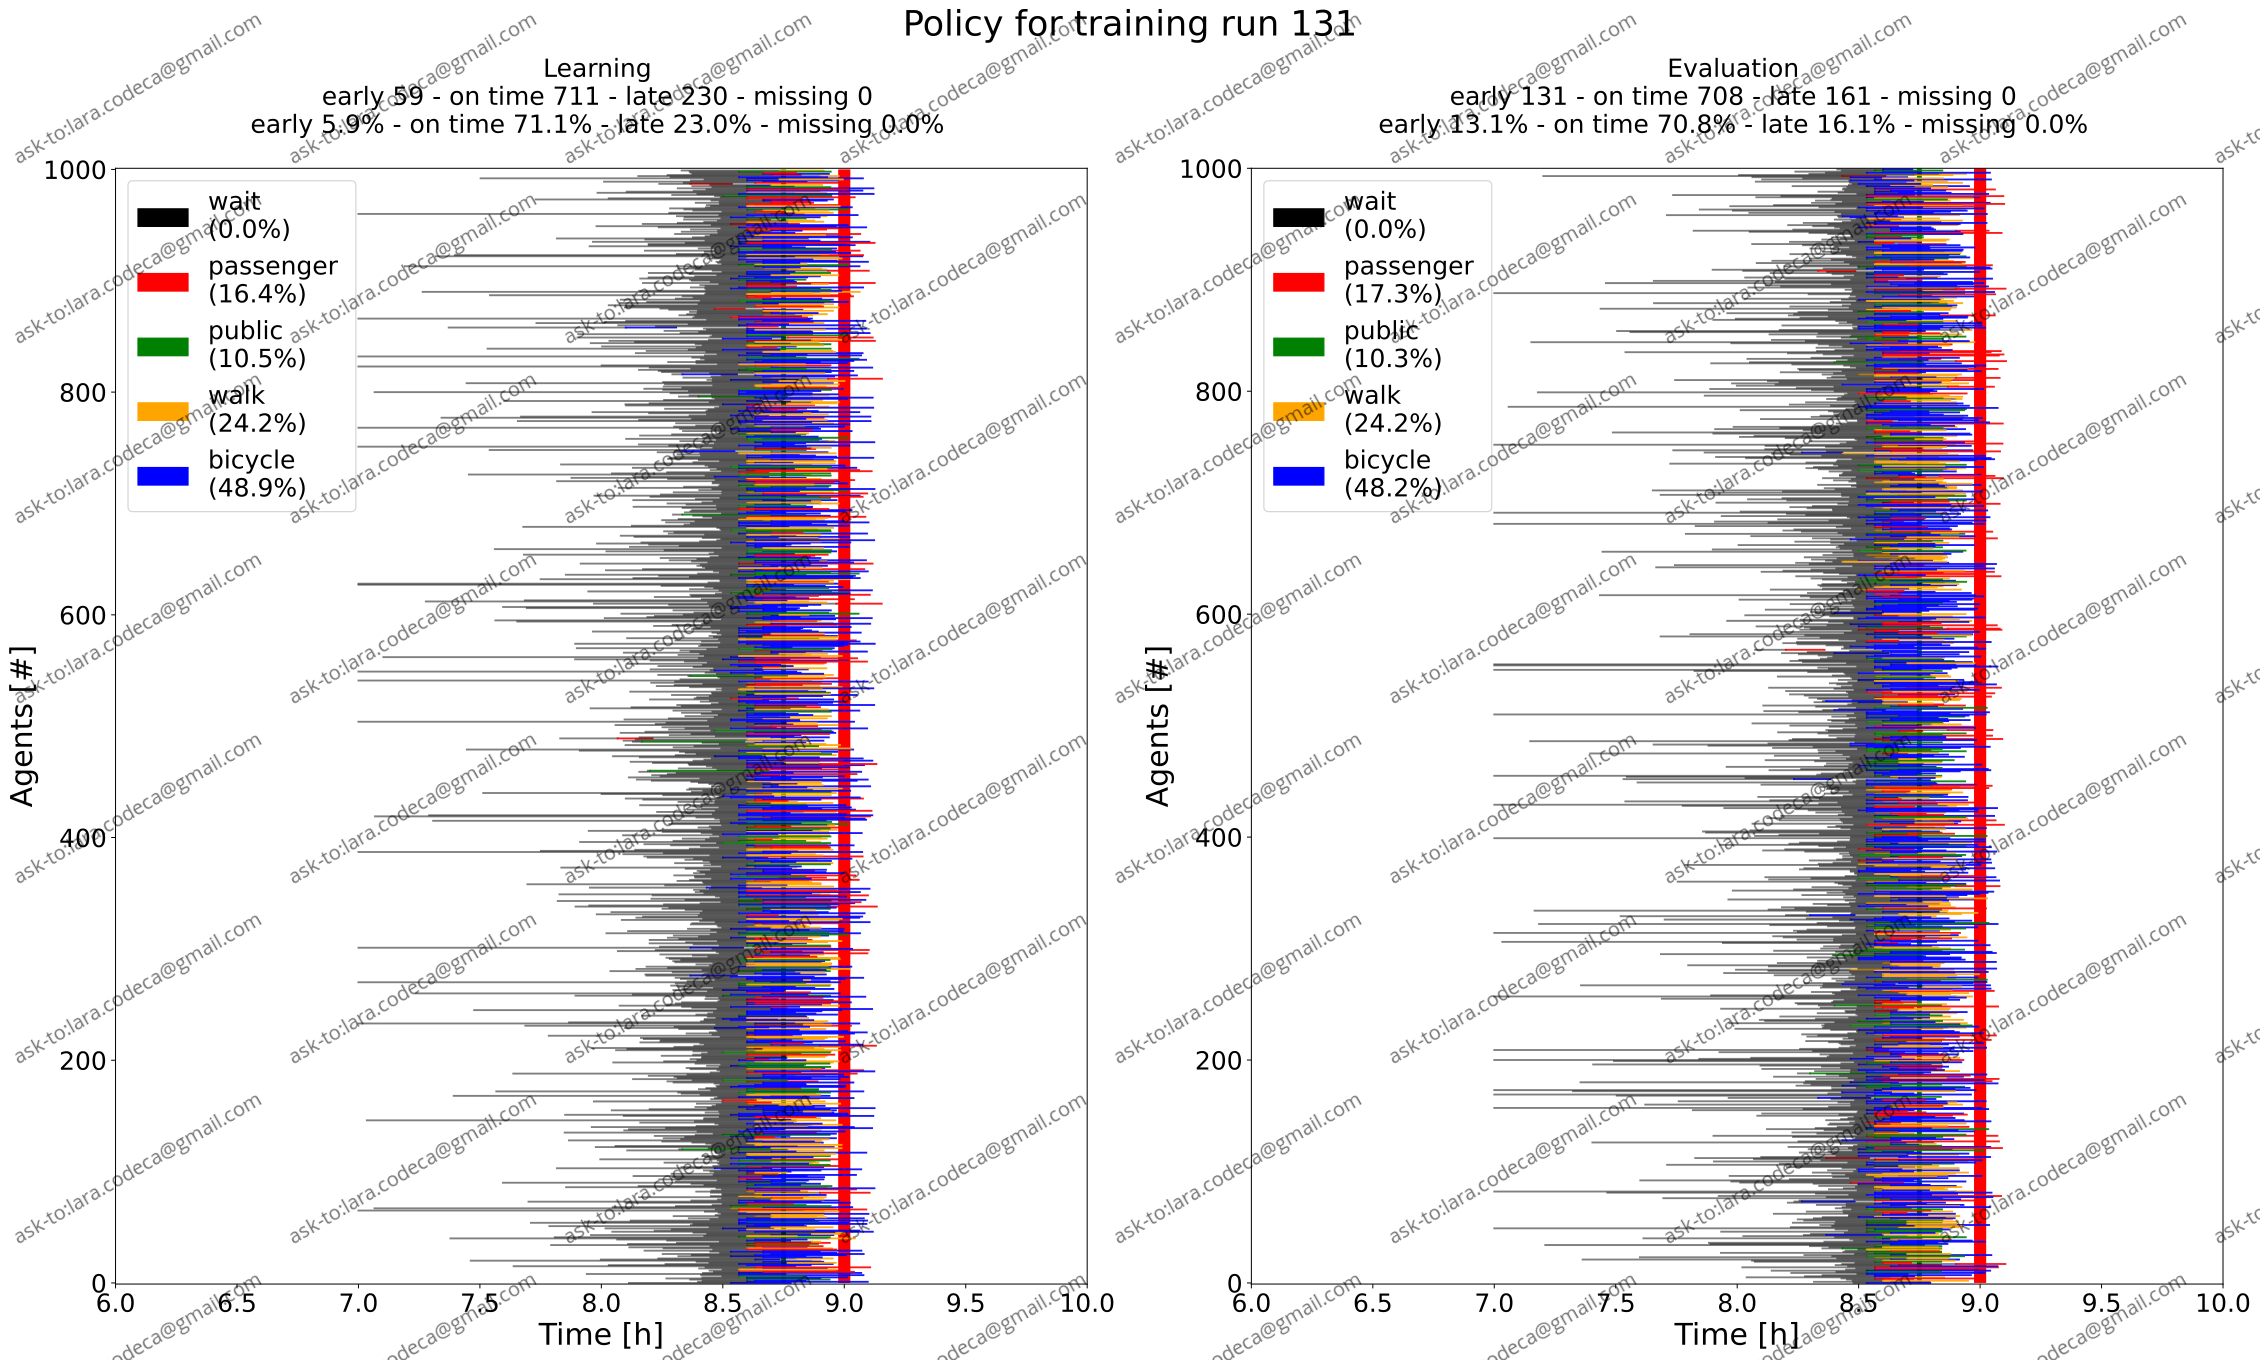 Policy for training run 131
Learning
early 59 - on time 711 - late 230 - missing 0
early 5.9% - on time 71.1% - late 23.0% - missing 0.0%
1000
800
600
400
200
0
Agents [#]
wait
(0.0%)
passenger
(16.4%)
public
(10.5%)
walk
(24.2%)
bicycle
(48.9%)
6.0 6.5 7.0 7.5 8.0 8.5 9.0 9.5 10.0
Time [h]
Evaluation
early 131 - on time 708 - late 161 - missing 0
early 13.1% - on time 70.8% - late 16.1% - missing 0.0%
1000
800
600
400
200
0
Agents [#]
wait
(0.0%)
passenger
(17.3%)
public
(10.3%)
walk
(24.2%)
bicycle
(48.2%)
6.0 6.5 7.0 7.5 8.0 8.5 9.0 9.5 10.0
Time [h]
ask-to:lara.codeca@gmail.com